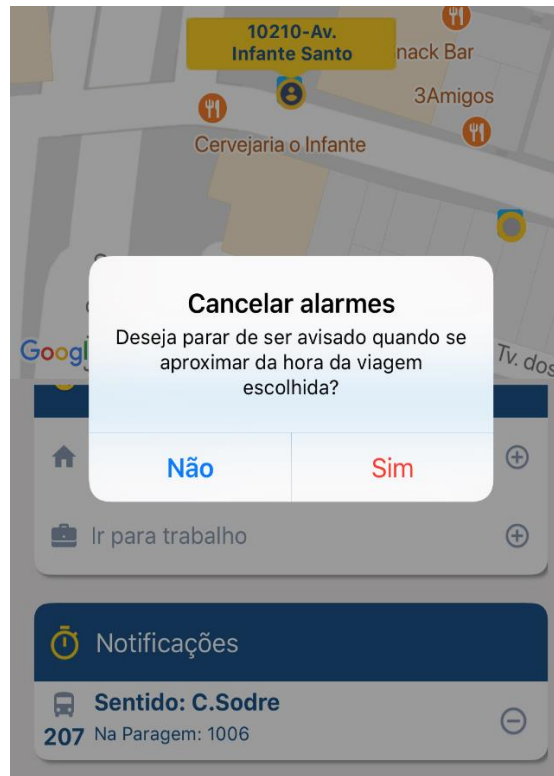 10210-Av.
Infante Santo
nack Bar
3Amigos
Cervejaria o Infante
Cancelar alarmes
Deseja parar de ser avisado quando se
aproximar da hora da viagem
escolhida?
Googl
Tv. dos
Não
Sim
Ir para trabalho
Notificações
Sentido: C.Sodre
207 Na Paragem: 1006